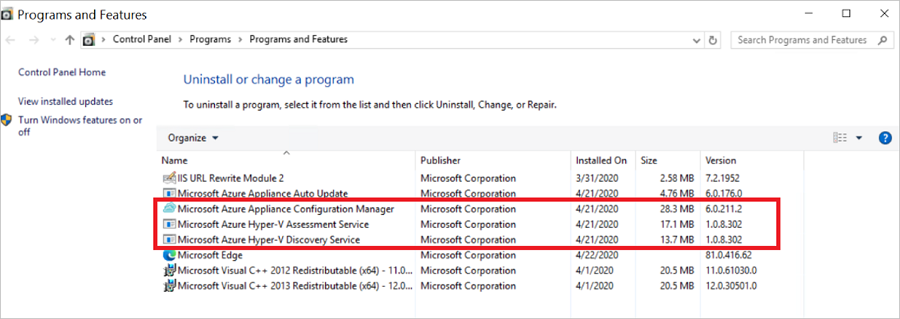 Programs and Features
Control Panel > Programs > Programs and Features
Search Programs and Features
Control Panel Home
View installed updates
Turn Windows features on or
off
Uninstall or change a program
To uninstall a program, select it from the list and then click Uninstall, Change, or Repair.
Organize
Name Publisher Installed On Size Version
IIS URL Rewrite Module 2 Microsoft Corporation 3/31/2020 2.58 MB 7.2.1952
Microsoft Azure Appliance Auto Update Microsoft Corporation 4/21/2020 4.76 MB 6.0.176.0
Microsoft Azure Appliance Configuration Manager Microsoft Corporation 4/21/2020 28.3 MB 6.0.211.2
Microsoft Azure Hyper-V Assessment Service Microsoft Corporation 4/21/2020 17.1 MB 1.0.8.302
Microsoft Azure Hyper-V Discovery Service Microsoft Corporation 4/21/2020 13.7 MB 1.0.8.302
Microsoft Edge Microsoft Corporation 4/22/2020 81.0.416.62
Microsoft Visual C++ 2012 Redistributable (x64) - 11.0... Microsoft Corporation 4/1/2020 20.5 MB 11.0.61030.0
Microsoft Visual C++ 2013 Redistributable (x64) - 12.0... Microsoft Corporation 4/1/2020 20.5 MB 12.0.30501.0